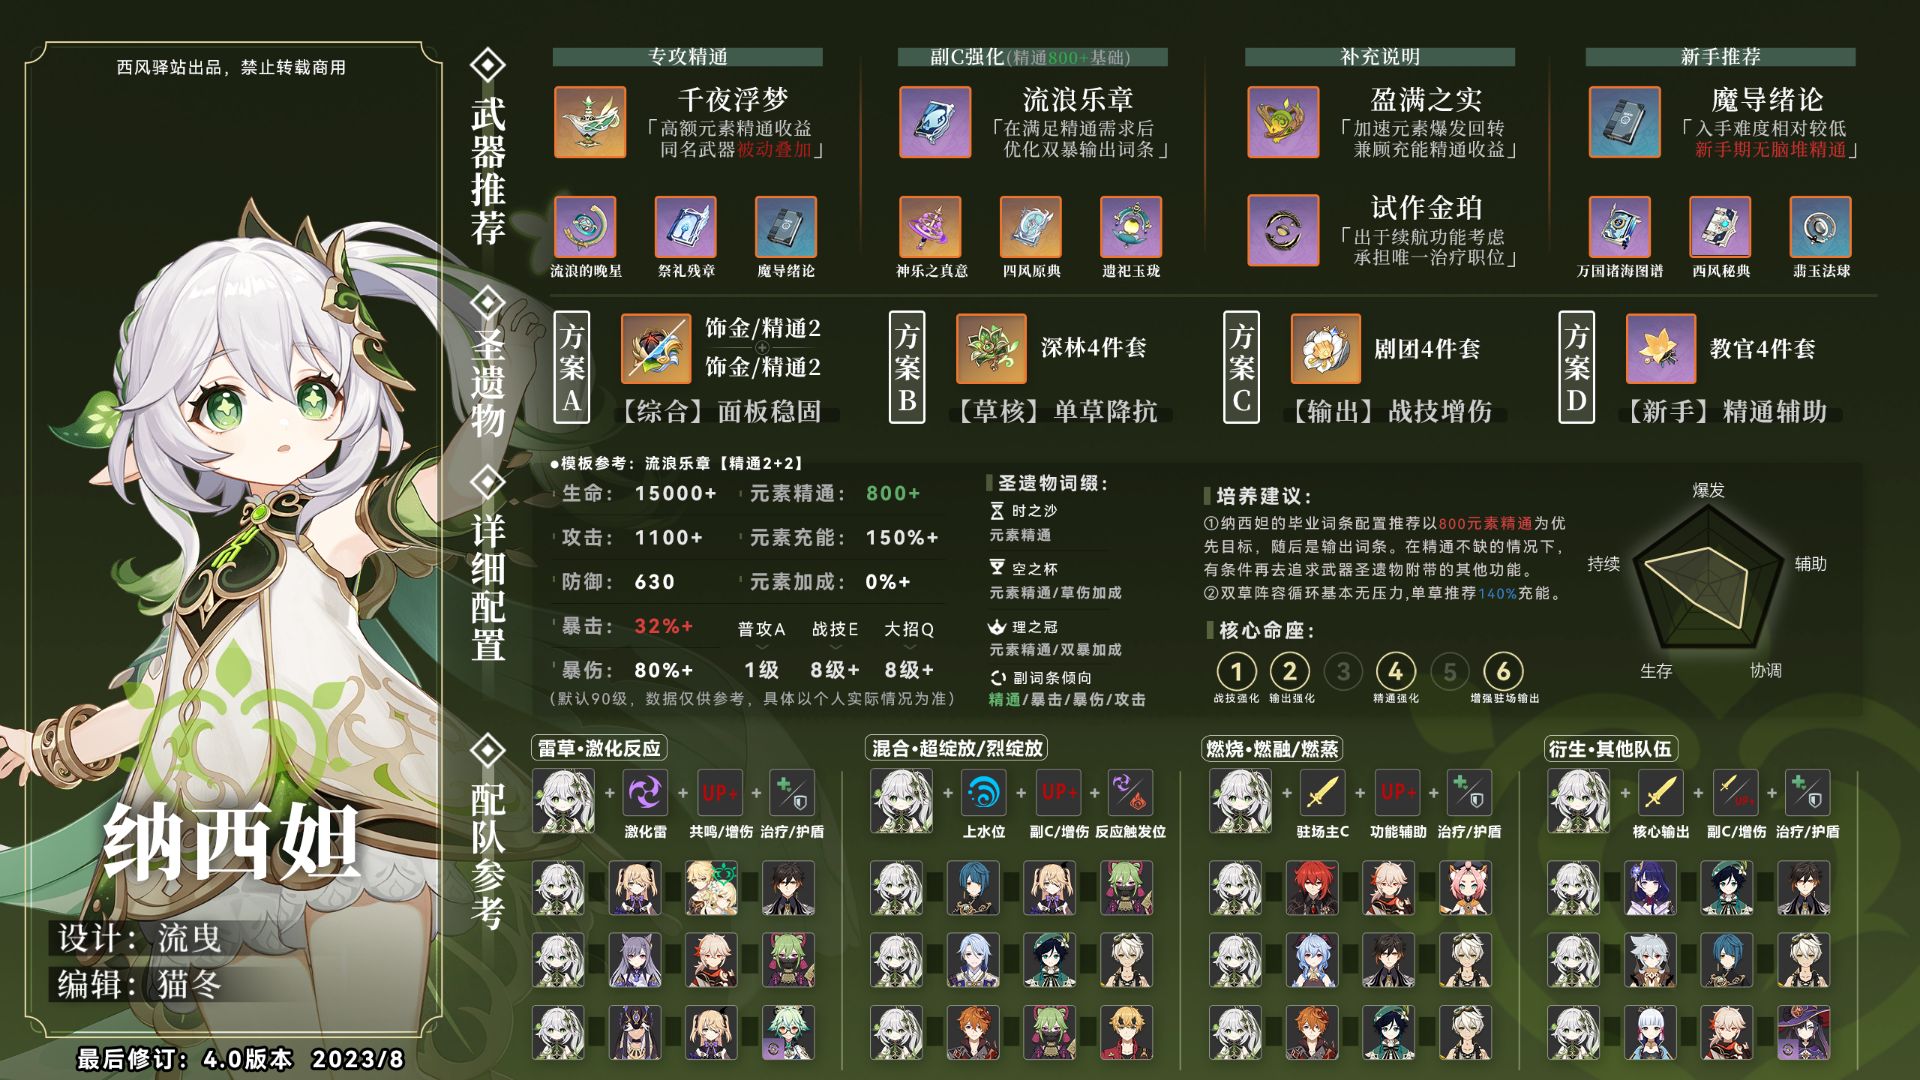 西风驿站出品，禁止转载商用
纳西妲
设计：流曳
编辑：猫冬
最后修订：4.0版本 2023/8
武器推荐
专攻精通
千夜浮梦
「高额元素精通收益
同名武器被动叠加」
流浪的晚星
祭礼残章
魔导绪论
副C强化(精通800+基础)
流浪乐章
「在满足精通需求后
优化双暴输出词条」
神乐之真意
四风原典
遗祀玉珑
补充说明
盈满之实
「加速元素爆发回转
兼顾充能精通收益」
试作金珀
「出于续航功能考虑
承担唯一治疗职位」
新手推荐
魔导绪论
「入手难度相对较低
新手期无脑堆精通」
万国诸海图谱
西风秘典
翡玉法球
圣遗物
方案A
饰金/精通2
饰金/精通2
【综合】面板稳固
方案B
深林4件套
【草核】单草降抗
方案C
剧团4件套
【输出】战技增伤
方案D
教官4件套
【新手】精通辅助
详细配置
●模板参考：流浪乐章【精通2+2】
生命： 15000+ 元素精通： 800+
攻击： 1100+ 元素充能： 150%+
防御： 630 元素加成： 0%+
暴击： 32%+ 普攻A 战技E 大招Q
暴伤： 80%+ 1级 8级+ 8级+
(默认90级，数据仅供参考，具体以个人实际情况为准)
圣遗物词缀：
时之沙
元素精通
空之杯
元素精通/草伤加成
理之冠
元素精通/双暴加成
副词条倾向
精通/暴击/暴伤/攻击
培养建议：
①纳西妲的毕业词条配置推荐以800元素精通为优
先目标，随后是输出词条。在精通不缺的情况下，
有条件再去追求武器圣遗物附带的其他功能。
②双草阵容循环基本无压力,单草推荐140%充能。
核心命座：
1 2 3 4 5 6
战技强化 输出强化 精通强化 增强驻场输出
爆发
辅助
协调
生存
持续
配队参考
雷草·激化反应
+ + UP+ +
激化雷 共鸣/增伤 治疗/护盾
混合·超绽放/烈绽放
+ + UP+ +
上水位 副C/增伤 反应触发位
燃烧·燃融/燃蒸
+ + UP+ +
驻场主C 功能辅助 治疗/护盾
衍生·其他队伍
+ + UP+ +
核心输出 副C/增伤 治疗/护盾